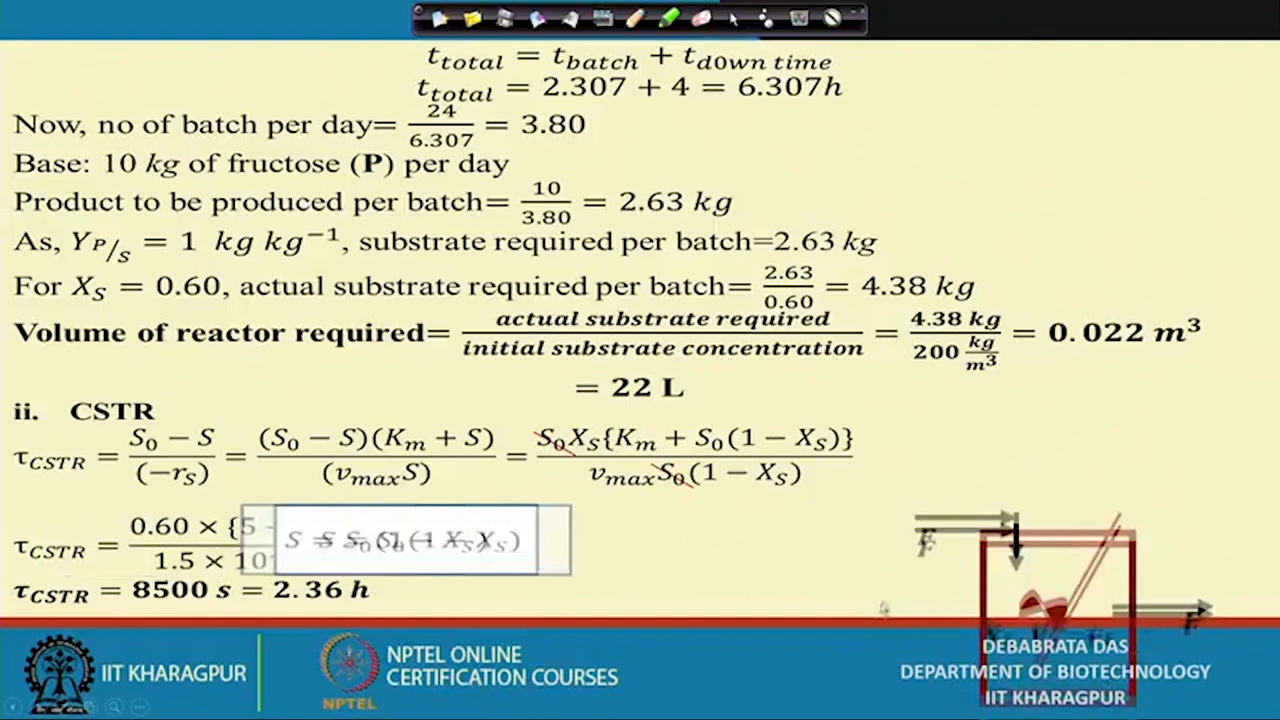 t_total = t_batch + t_d0wn time
t_total = 2.307 + 4 = 6.307h
Now, no of batch per day= 24/6.307 = 3.80
Base: 10 kg of fructose (P) per day
Product to be produced per batch= 10/3.80 = 2.63 kg
As, Y_P/s = 1 kg kg⁻¹, substrate required per batch=2.63 kg
For X_S = 0.60, actual substrate required per batch= 2.63/0.60 = 4.38 kg
Volume of reactor required= actual substrate required/initial substrate concentration = 4.38 kg/200 kg/m³ = 0.022 m³
= 22 L
ii. CSTR
τ_CSTR = S₀ − S/(−r_S) = (S₀ − S)(K_m + S)/(v_max S) = S₀X_S{K_m + S₀(1 − X_S)}/v_max S₀(1 − X_S)
τ_CSTR = 0.60 × {5 / 1.5 × 10
τ_CSTR = 8500 s = 2.36 h
F
F
IIT KHARAGPUR
NPTEL
NPTEL ONLINE
CERTIFICATION COURSES
DEBABRATA DAS
DEPARTMENT OF BIOTECHNOLOGY
IIT KHARAGPUR